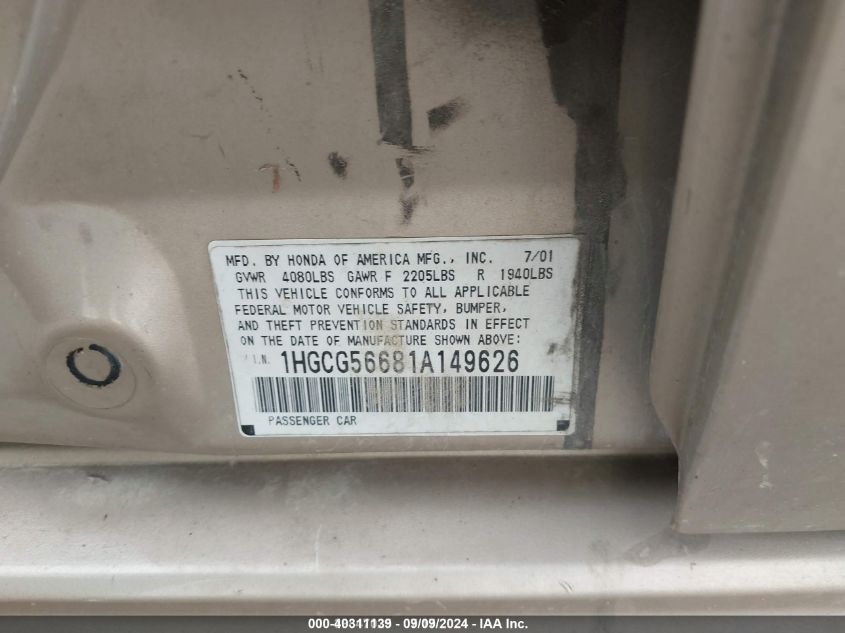 MFD. BY HONDA OF AMERICA MFG., INC. 7/01
GVWR 4080LBS GAWR F 2205LBS R 1940LBS
THIS VEHICLE CONFORMS TO ALL APPLICABLE
FEDERAL MOTOR VEHICLE SAFETY, BUMPER,
AND THEFT PREVENTION STANDARDS IN EFFECT
ON THE DATE OF MANUFACTURE SHOWN ABOVE:
V.I.N. 1HGCG56681A149626
PASSENGER CAR
000-40311139 - 09/09/2024 - IAA Inc.